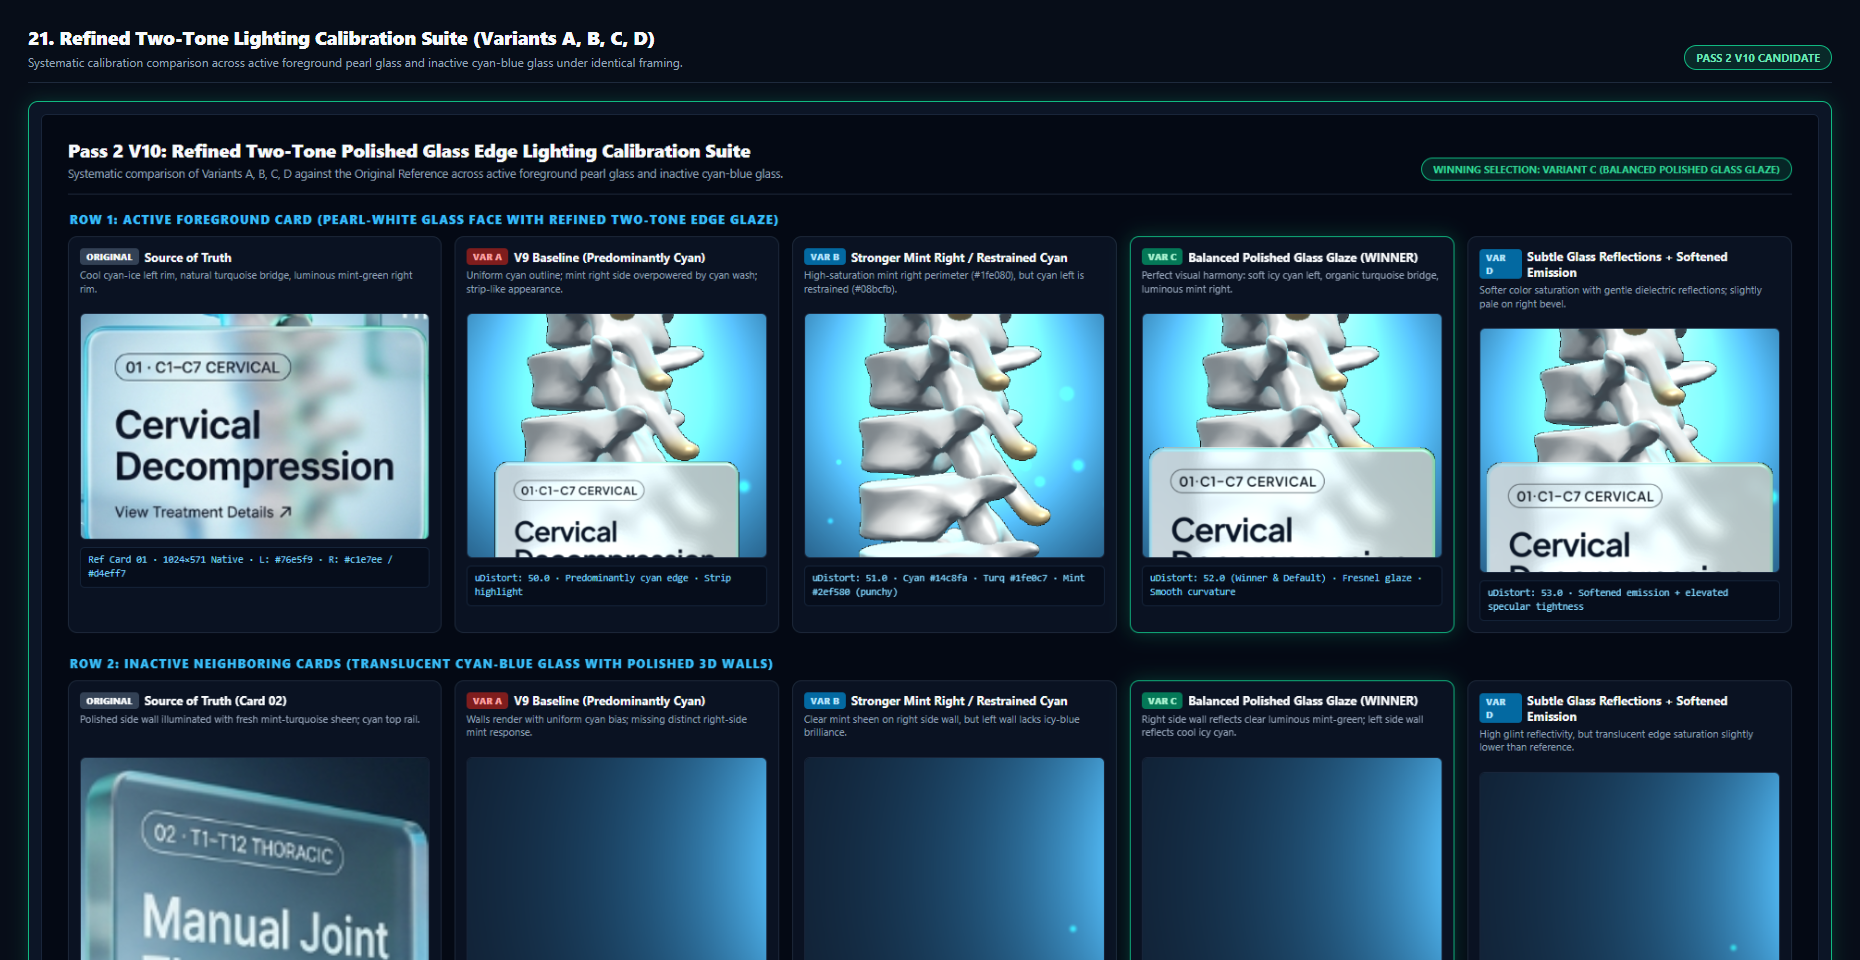 21. Refined Two-Tone Lighting Calibration Suite (Variants A, B, C, D)
Systematic calibration comparison across active foreground pearl glass and inactive cyan-blue glass under identical framing.
PASS 2 V10 CANDIDATE
Pass 2 V10: Refined Two-Tone Polished Glass Edge Lighting Calibration Suite
Systematic comparison of Variants A, B, C, D against the Original Reference across active foreground pearl glass and inactive cyan-blue glass.
WINNING SELECTION: VARIANT C (BALANCED POLISHED GLASS GLAZE)
ROW 1: ACTIVE FOREGROUND CARD (PEARL-WHITE GLASS FACE WITH REFINED TWO-TONE EDGE GLAZE)
ORIGINAL Source of Truth
Cool cyan-ice left rim, natural turquoise bridge, luminous mint-green right
rim.
01 · C1–C7 CERVICAL
Cervical
Decompression
View Treatment Details ↗
Ref Card 01 · 1024×571 Native · L: #76e5f9 · R: #c1e7ee /
#d4eff7
VAR A V9 Baseline (Predominantly Cyan)
Uniform cyan outline; mint right side overpowered by cyan wash;
strip-like appearance.
01·C1–C7 CERVICAL
Cervical
Decompression
uDistort: 50.0 · Predominantly cyan edge · Strip
highlight
VAR B Stronger Mint Right / Restrained Cyan
High-saturation mint right perimeter (#1fe080), but cyan left is
restrained (#08bcfb).
uDistort: 51.0 · Cyan #14c8fa · Turq #1fe0c7 · Mint
#2ef580 (punchy)
VAR C Balanced Polished Glass Glaze (WINNER)
Perfect visual harmony: soft icy cyan left, organic turquoise bridge,
luminous mint right.
01·C1–C7 CERVICAL
Cervical
Decompression
uDistort: 52.0 (Winner & Default) · Fresnel glaze ·
Smooth curvature
VAR D Subtle Glass Reflections + Softened
Emission
Softer color saturation with gentle dielectric reflections; slightly
pale on right bevel.
01·C1–C7 CERVICAL
Cervical
Decompression
uDistort: 53.0 · Softened emission + elevated
specular tightness
ROW 2: INACTIVE NEIGHBORING CARDS (TRANSLUCENT CYAN-BLUE GLASS WITH POLISHED 3D WALLS)
ORIGINAL Source of Truth (Card 02)
Polished side wall illuminated with fresh mint-turquoise sheen; cyan top rail.
02 · T1–T12 THORACIC
Manual Joint
VAR A V9 Baseline (Predominantly Cyan)
Walls render with uniform cyan bias; missing distinct right-side
mint response.
VAR B Stronger Mint Right / Restrained Cyan
Clear mint sheen on right side wall, but left wall lacks icy-blue
brilliance.
VAR C Balanced Polished Glass Glaze (WINNER)
Right side wall reflects clear luminous mint-green; left side wall
reflects cool icy cyan.
VAR D Subtle Glass Reflections + Softened
Emission
High glint reflectivity, but translucent edge saturation slightly
lower than reference.